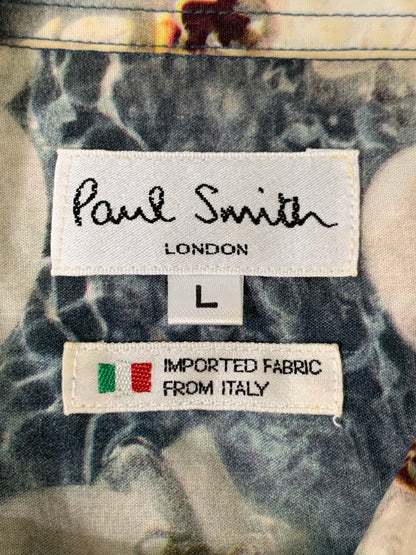 Paul Smith
LONDON
L
IMPORTED FABRIC
FROM ITALY